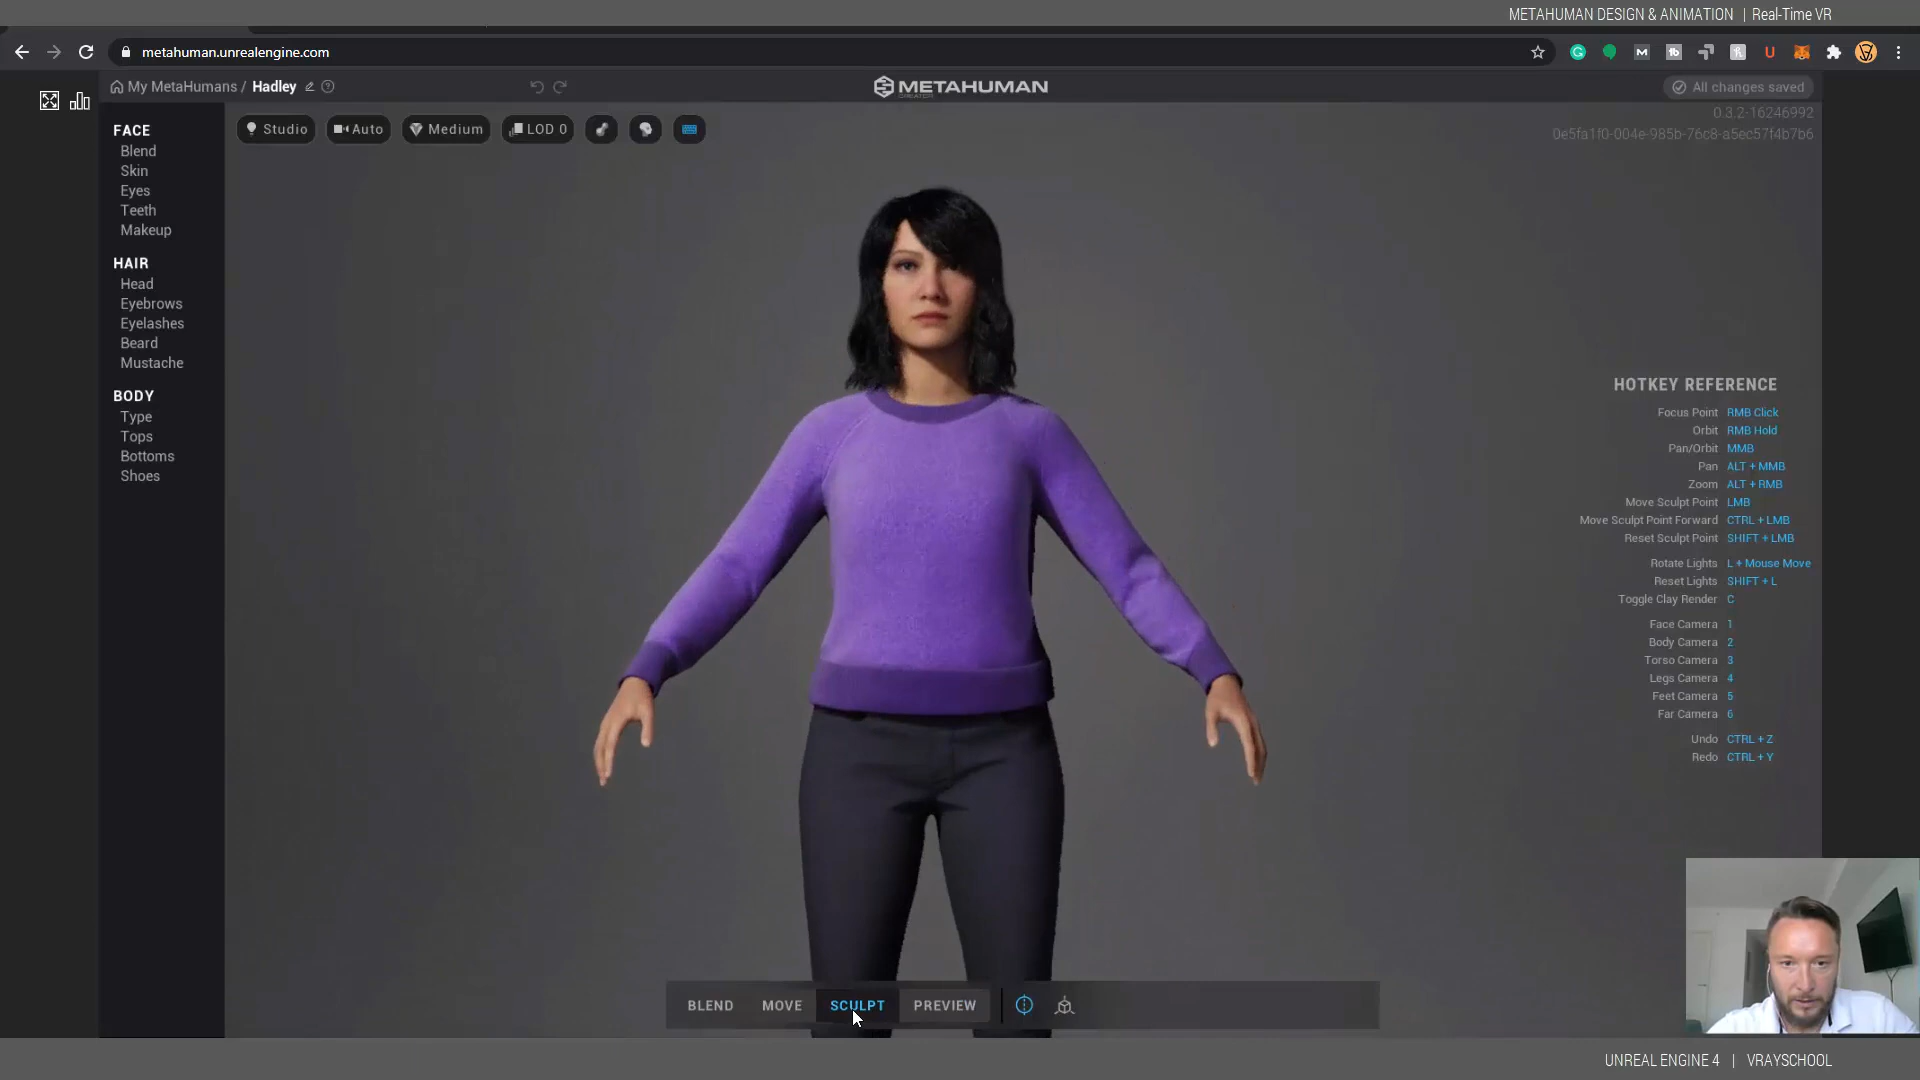 METAHUMAN DESIGN & ANIMATION | Real-Time VR
metahuman.unrealengine.com
My MetaHumans / Hadley
METAHUMAN
CREATOR
All changes saved
0.3.2-16246992
0e5fa1f0-004e-985b-76c8-a5ec57f4b7b6
Studio
Auto
Medium
LOD 0
FACE
Blend
Skin
Eyes
Teeth
Makeup
HAIR
Head
Eyebrows
Eyelashes
Beard
Mustache
BODY
Type
Tops
Bottoms
Shoes
HOTKEY REFERENCE
Focus Point RMB Click
Orbit RMB Hold
Pan/Orbit MMB
Pan ALT + MMB
Zoom ALT + RMB
Move Sculpt Point LMB
Move Sculpt Point Forward CTRL + LMB
Reset Sculpt Point SHIFT + LMB
Rotate Lights L + Mouse Move
Reset Lights SHIFT + L
Toggle Clay Render C
Face Camera 1
Body Camera 2
Torso Camera 3
Legs Camera 4
Feet Camera 5
Far Camera 6
Undo CTRL + Z
Redo CTRL + Y
BLEND MOVE SCULPT PREVIEW
UNREAL ENGINE 4 | VRAYSCHOOL